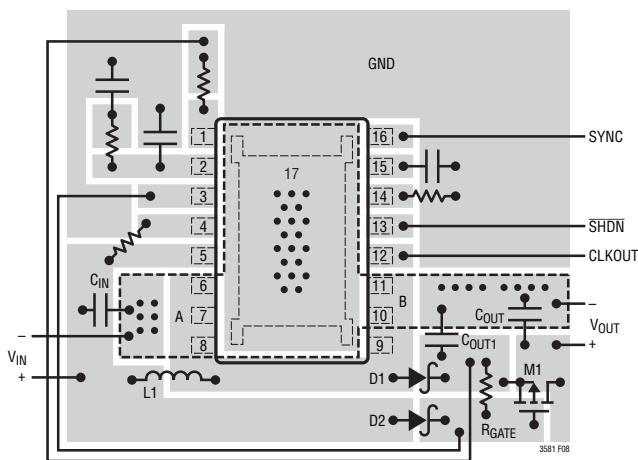 GND
1
2
3
4
5
6
7
8
17
16
15
14
13
12
11
10
9
SYNC
SHDN
CLKOUT
CIN
A
B
COUT
COUT1
–
VIN
+
–
VOUT
+
L1
D1
D2
RGATE
M1
3581 F08